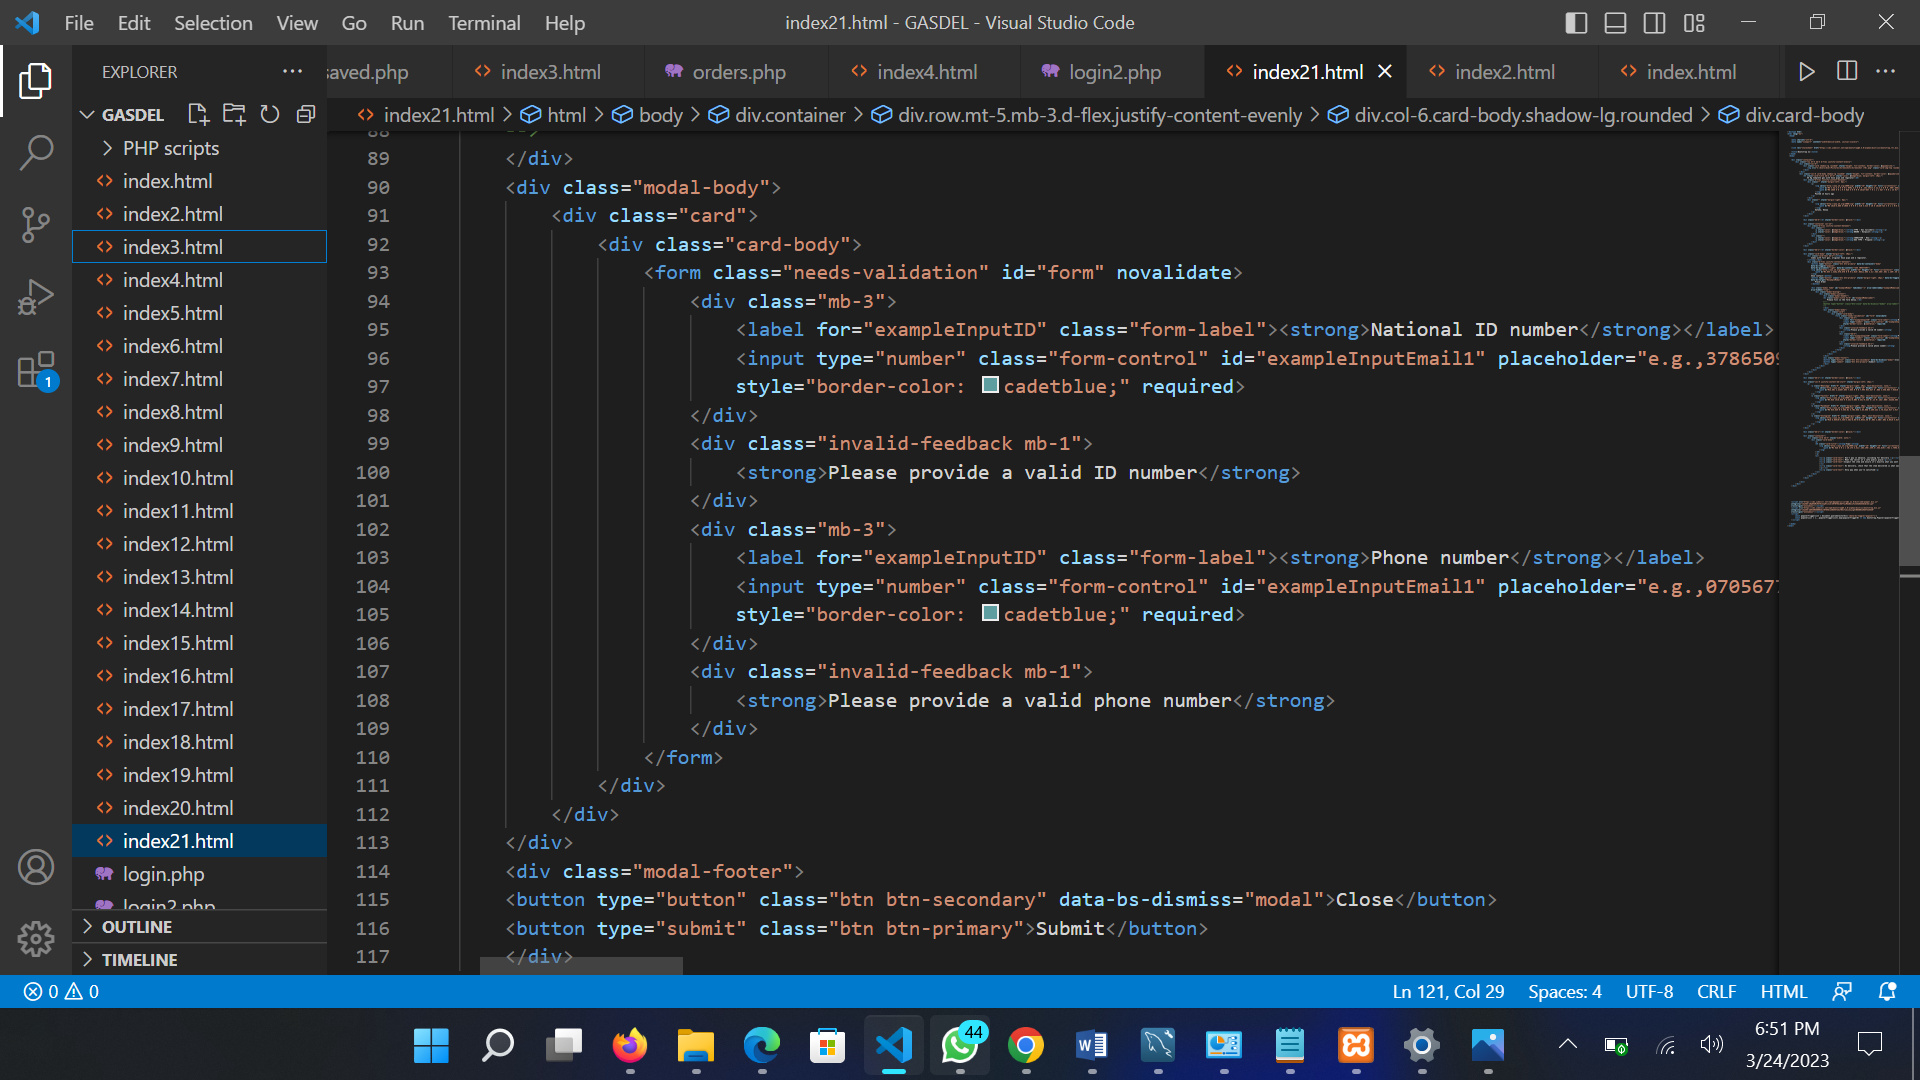 File Edit Selection View Go Run Terminal Help
index21.html - GASDEL - Visual Studio Code
EXPLORER
saved.php index3.html orders.php index4.html login2.php index21.html index2.html index.html
GASDEL
index21.html > html > body > div.container > div.row.mt-5.mb-3.d-flex.justify-content-evenly > div.col-6.card-body.shadow-lg.rounded > div.card-body
PHP scripts
index.html
index2.html
index3.html
index4.html
index5.html
index6.html
index7.html
index8.html
index9.html
index10.html
index11.html
index12.html
index13.html
index14.html
index15.html
index16.html
index17.html
index18.html
index19.html
index20.html
index21.html
login.php
login2.php
OUTLINE
TIMELINE
1
88
89 </div>
90 <div class="modal-body">
91 <div class="card">
92 <div class="card-body">
93 <form class="needs-validation" id="form" novalidate>
94 <div class="mb-3">
95 <label for="exampleInputID" class="form-label"><strong>National ID number</strong></label>
96 <input type="number" class="form-control" id="exampleInputEmail1" placeholder="e.g.,3786509
97 style="border-color: cadetblue;" required>
98 </div>
99 <div class="invalid-feedback mb-1">
100 <strong>Please provide a valid ID number</strong>
101 </div>
102 <div class="mb-3">
103 <label for="exampleInputID" class="form-label"><strong>Phone number</strong></label>
104 <input type="number" class="form-control" id="exampleInputEmail1" placeholder="e.g.,070567
105 style="border-color: cadetblue;" required>
106 </div>
107 <div class="invalid-feedback mb-1">
108 <strong>Please provide a valid phone number</strong>
109 </div>
110 </form>
111 </div>
112 </div>
113 </div>
114 <div class="modal-footer">
115 <button type="button" class="btn btn-secondary" data-bs-dismiss="modal">Close</button>
116 <button type="submit" class="btn btn-primary">Submit</button>
117 </div>
0 0
Ln 121, Col 29 Spaces: 4 UTF-8 CRLF HTML
44
6:51 PM
3/24/2023